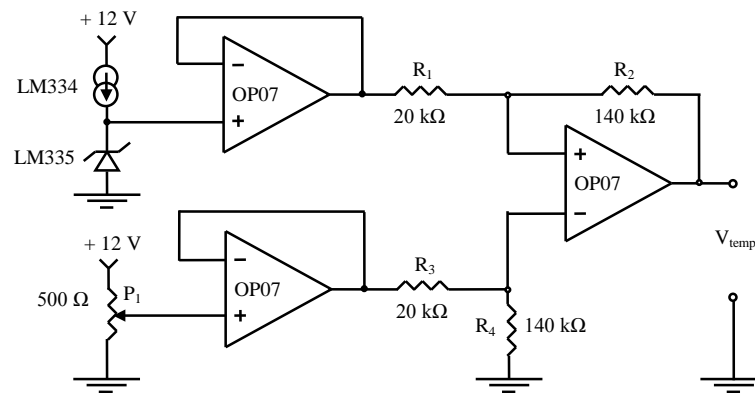 + 12 V
LM334
LM335
−
OP07
+
R1
20 kΩ
R2
140 kΩ
+
OP07
−
Vtemp
+ 12 V
500 Ω
P1
−
OP07
+
R3
20 kΩ
R4
140 kΩ